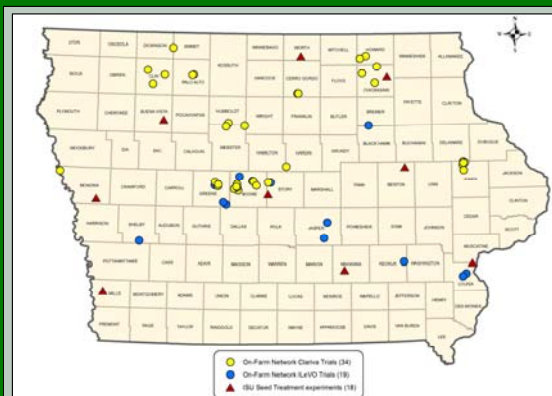 N
LYON OSCEOLA DICKINSON EMMET WINNEBAGO WORTH MITCHELL HOWARD WINNESHIEK ALLAMAKEE
KOSSUTH
SIOUX OBRIEN CLAY PALO ALTO HANCOCK CERRO GORDO FLOYD CHICKASAW
FAYETTE CLAYTON
PLYMOUTH CHEROKEE BUENA VISTA POCAHONTAS HUMBOLDT WRIGHT FRANKLIN BUTLER BREMER
WOODBURY IDA SAC CALHOUN WEBSTER HAMILTON HARDIN GRUNDY BLACK HAWK BUCHANAN DELAWARE DUBUQUE
MONONA CRAWFORD CARROLL GREENE BOONE STORY MARSHALL TAMA BENTON LINN JACKSON
CLINTON
CEDAR
HARRISON SHELBY AUDUBON GUTHRIE DALLAS POLK JASPER POWESHIEK IOWA JOHNSON SCOTT
MUSCATINE
POTTAWATTAMIE CASS ADAIR MADISON WARREN MARION MAHASKA KEOKUK WASHINGTON
LOUISA
MILLS MONTGOMERY ADAMS UNION CLARKE LUCAS MONROE WAPELLO JEFFERSON HENRY
DES MOINES
FREMONT PAGE TAYLOR RINGGOLD DECATUR WAYNE APPANOOSE DAVIS VAN BUREN
LEE
On-Farm Network Clariva Trials (34)
On-Farm Network ILeVO Trials (19)
ISU Seed Treatment experiments (18)